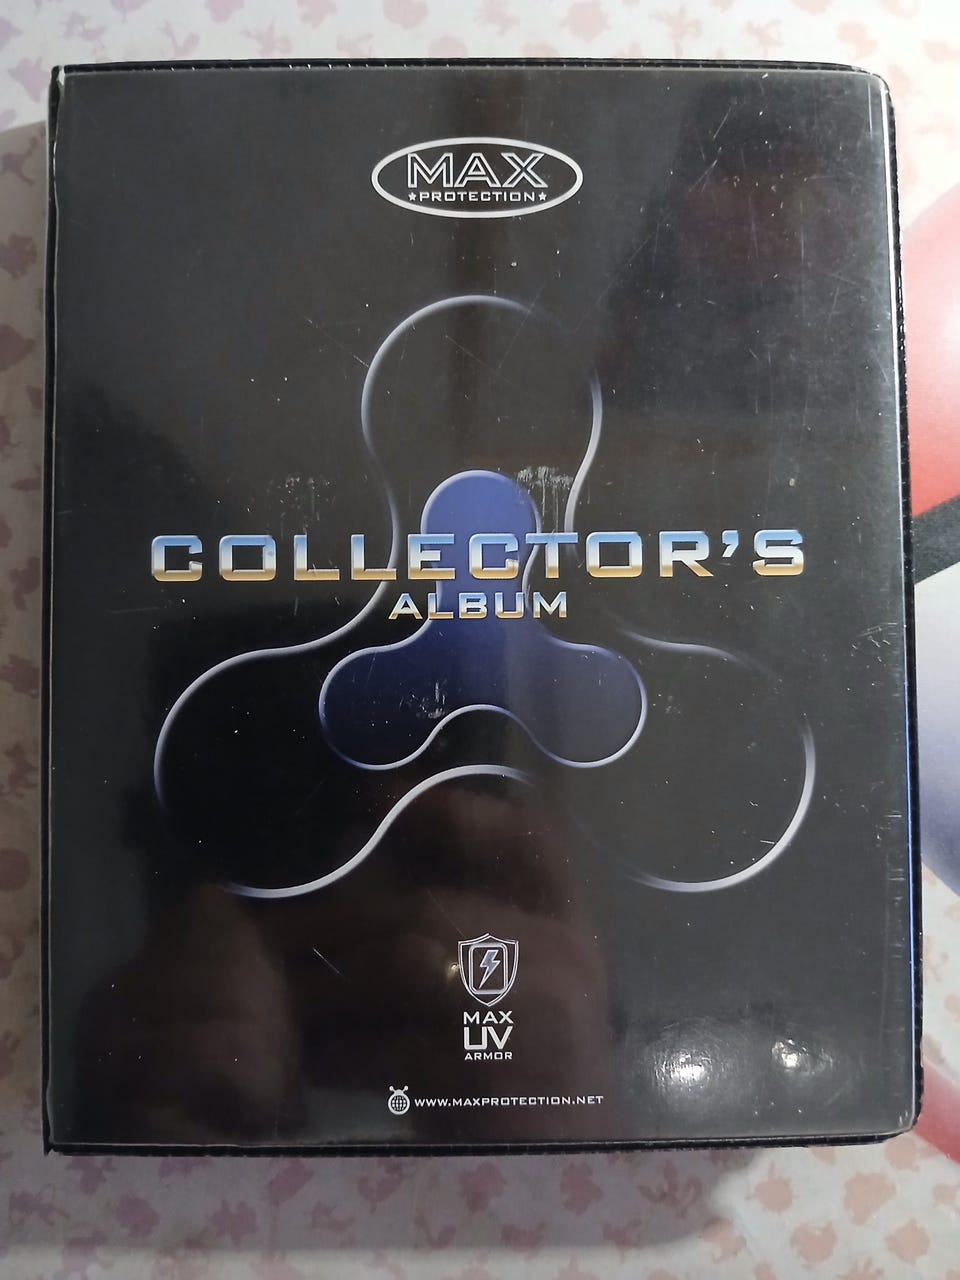 MAX
★PROTECTION★
COLLECTOR'S
ALBUM
MAX
UV
ARMOR
WWW.MAXPROTECTION.NET